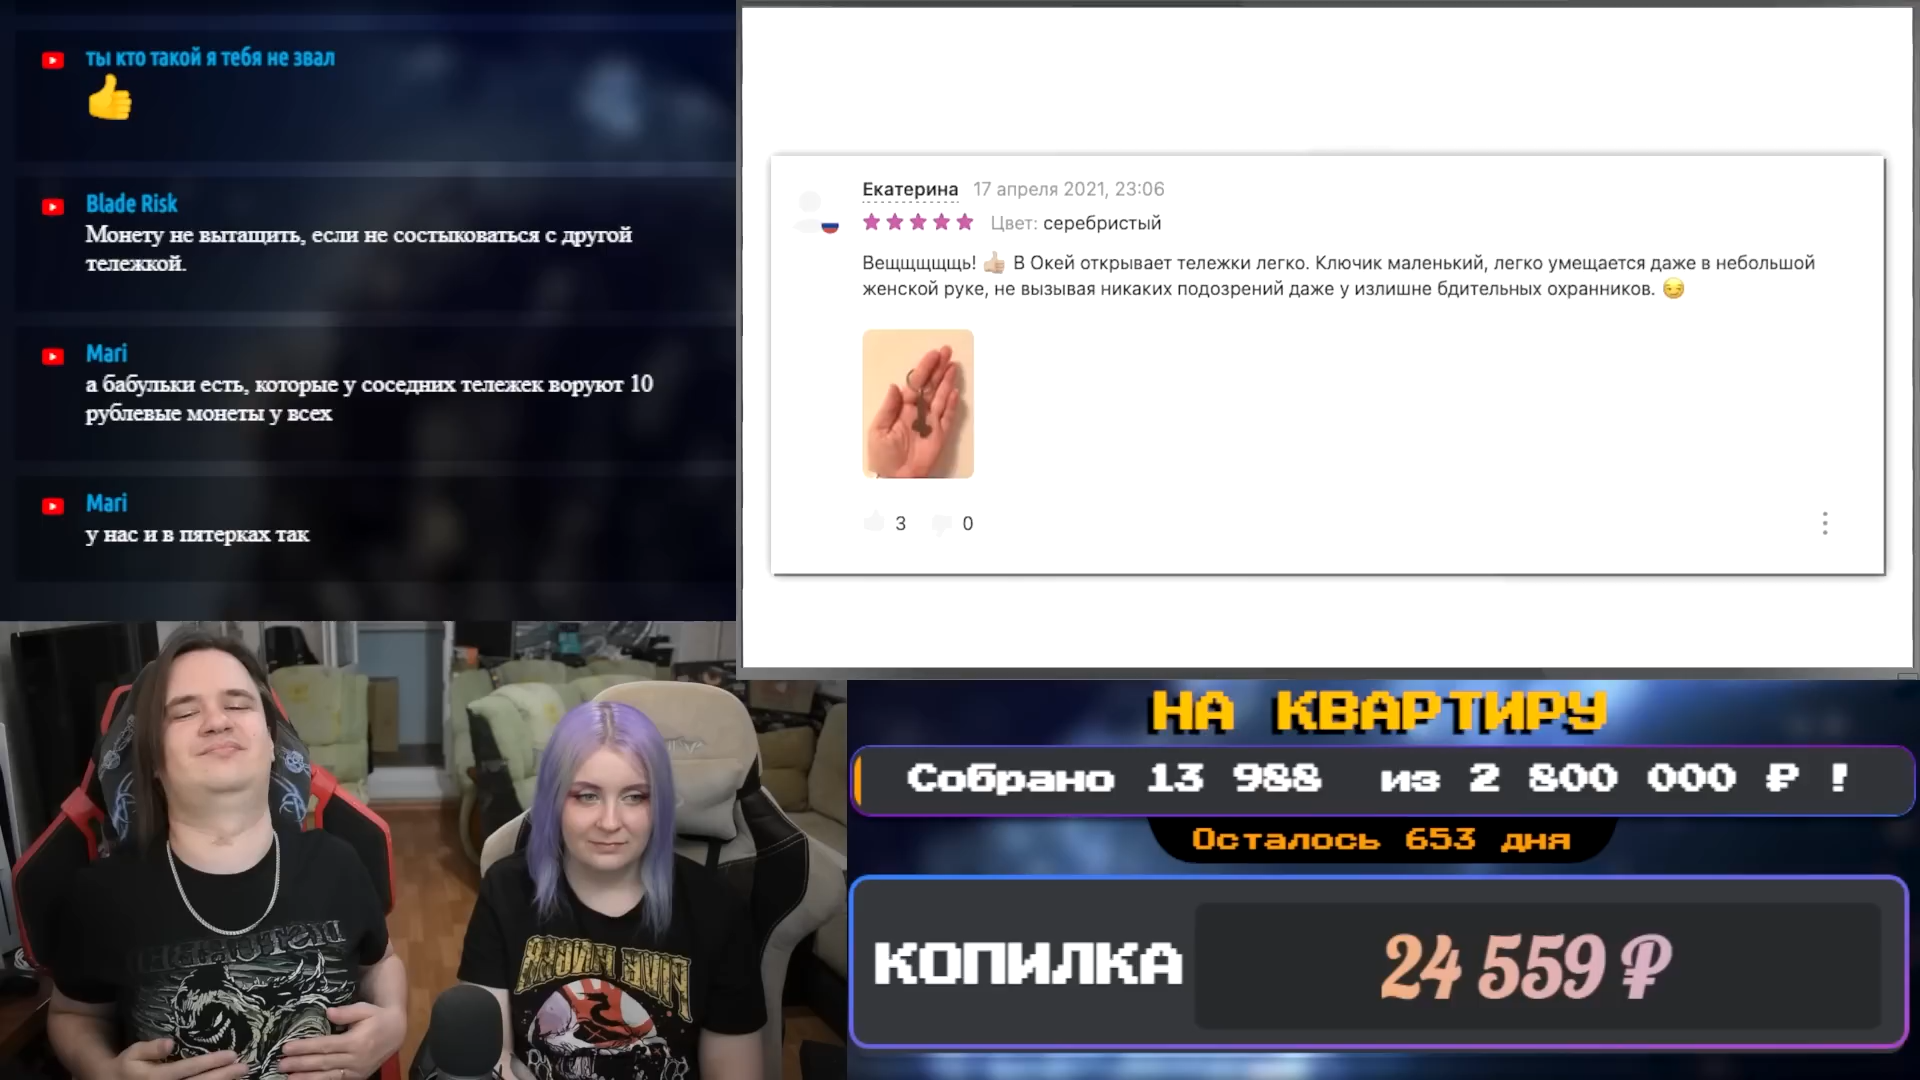 ты кто такой я тебя не звал
👍
Blade Risk
Монету не вытащить, если не состыковаться с другой
тележкой.
Mari
а бабульки есть, которые у соседних тележек воруют 10
рублевые монеты у всех
Mari
у нас и в пятерках так
Екатерина 17 апреля 2021, 23:06
Цвет: серебристый
Вещщщщщь! 👍🏻 В Окей открывает тележки легко. Ключик маленький, легко умещается даже в небольшой
женской руке, не вызывая никаких подозрений даже у излишне бдительных охранников. 😏
3 0
НА КВАРТИРУ
Собрано 13 988 из 2 800 000 ₽ !
Осталось 653 дня
КОПИЛКА
24 559 ₽
DISTURBED
FIVE FINGER